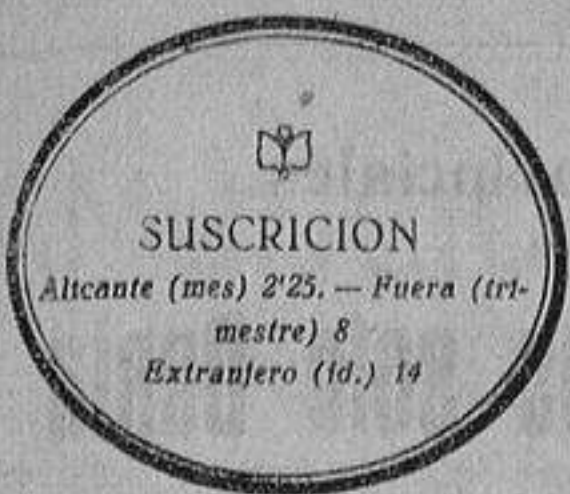 SUSCRICION
Alicante (mes) 2'25. — Fuera (tri-
mestre) 8
Extranjero (id.) 14